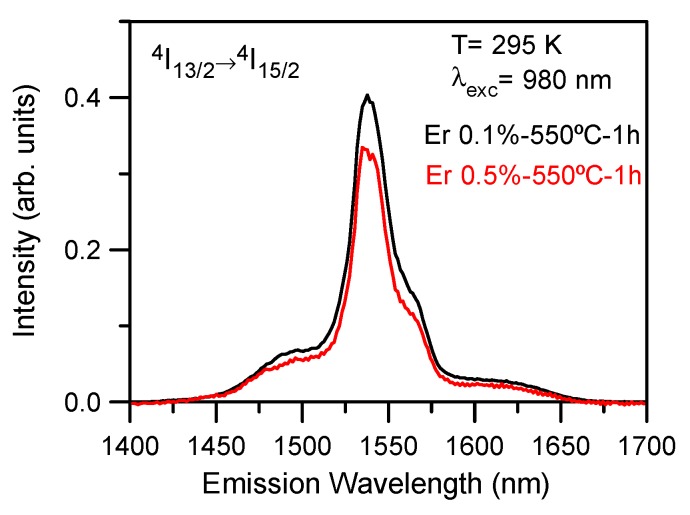 ⁴I₁₃/₂→⁴I₁₅/₂
T= 295 K
λexc= 980 nm
Er 0.1%-550ºC-1h
Er 0.5%-550ºC-1h
Intensity (arb. units)
0.4
0.2
0.0
1400 1450 1500 1550 1600 1650 1700
Emission Wavelength (nm)